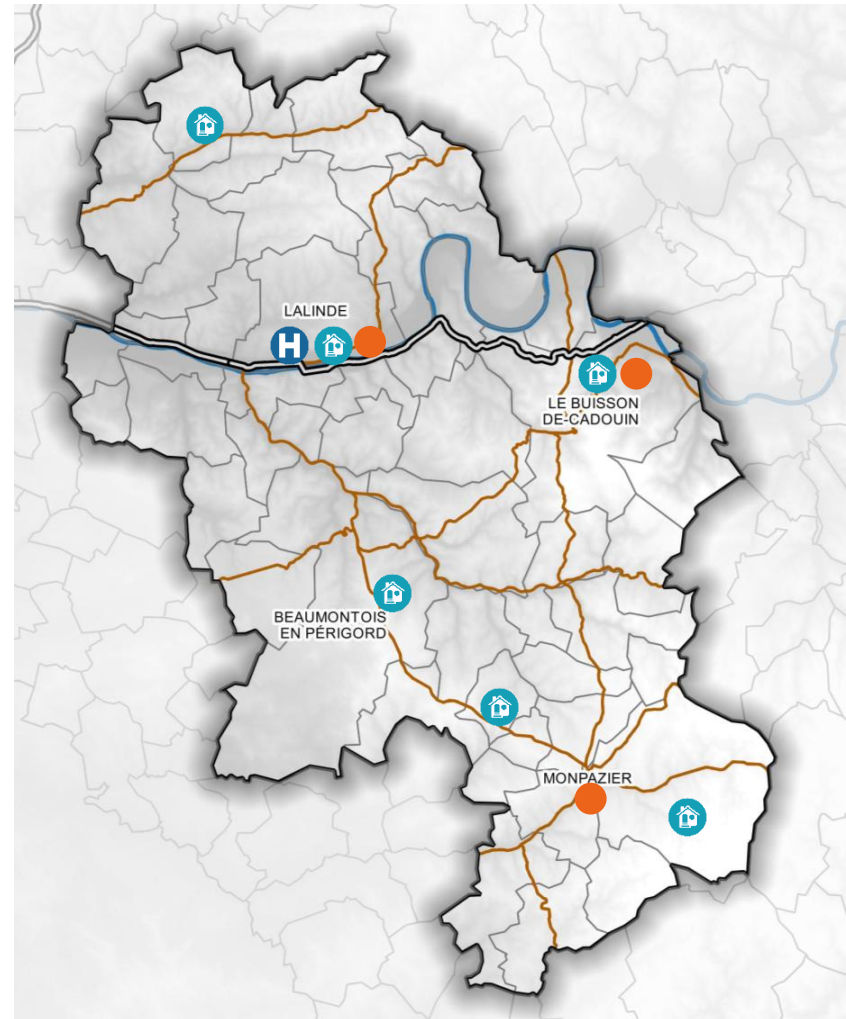 LALINDE
H
LE BUISSON
DE-CADOUIN
BEAUMONTOIS
EN PÉRIGORD
MONPAZIER